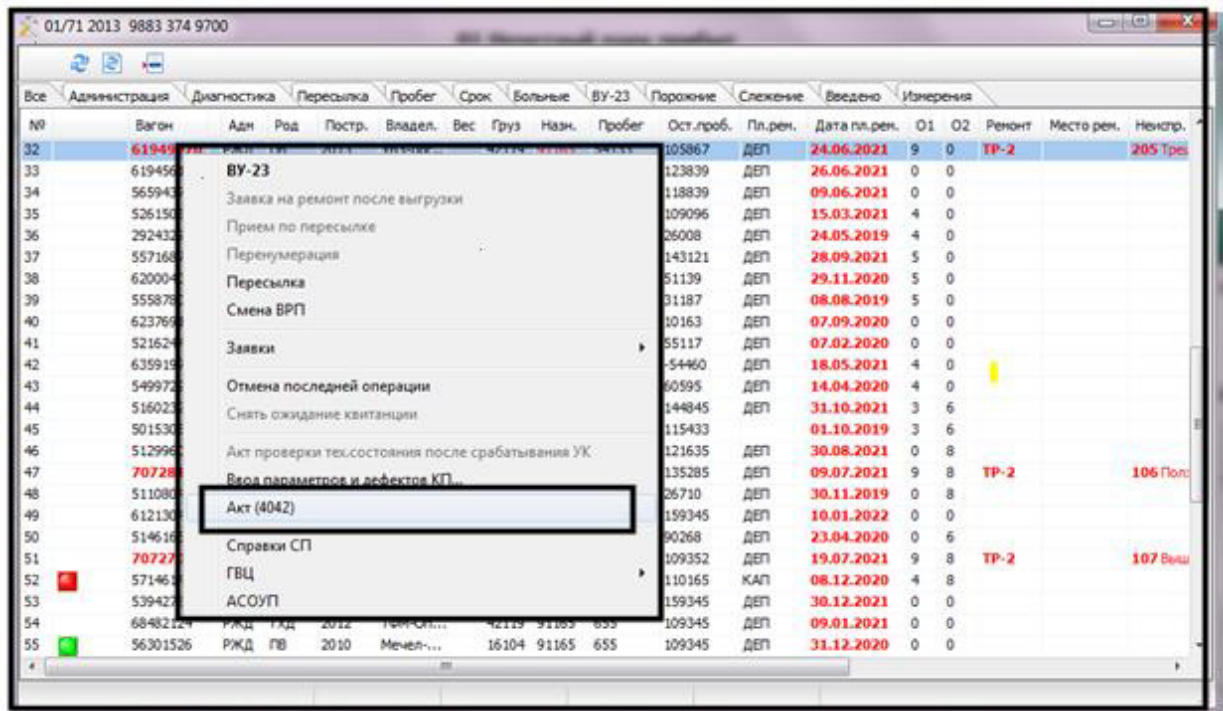 01/71 2013 9883 374 9700
Все Администрация Диагностика Пересылка Пробег Срок Больные ВУ-23 Порожние Слежение Введено Измерения
№ Вагон Адм Род Постр. Владел. Вес Груз Назн. Пробег Ост.проб. Пл.рем. Дата пл.рем. О1 О2 Ремонт Место рем. Неиспр.
32 105867 ДЕП 24.06.2021 9 0 ТР-2 205
33 123839 ДЕП 26.06.2021 0 0
34 118839 ДЕП 09.06.2021 0 0
35 109096 ДЕП 15.03.2021 4 0
36 26008 ДЕП 24.05.2019 4 0
37 143121 ДЕП 28.09.2021 5 0
38 51139 ДЕП 29.11.2020 5 0
39 31187 ДЕП 08.08.2019 5 0
40 10163 ДЕП 07.09.2020 0 0
41 55117 ДЕП 07.02.2020 0 0
42 -54460 ДЕП 18.05.2021 4 0
43 60595 ДЕП 14.04.2020 4 0
44 144845 ДЕП 31.10.2021 3 6
45 115433 01.10.2019 3 6
46 121635 ДЕП 30.08.2021 0 8
47 135285 ДЕП 09.07.2021 9 8 ТР-2 106
48 26710 ДЕП 30.11.2019 0 8
49 159345 ДЕП 10.01.2022 0 0
50 90268 ДЕП 23.04.2020 0 6
51 109352 ДЕП 19.07.2021 9 8 ТР-2 107
52 110165 КАП 08.12.2020 4 8
53 159345 ДЕП 30.12.2021 0 0
54 68482124 РЖД 2012 42119 91165 655 109345 ДЕП 09.01.2021 0 0
55 56301526 РЖД ПВ 2010 Мечел-... 16104 91165 655 109345 ДЕП 31.12.2020 0 0
ВУ-23
Заявка на ремонт после выгрузки
Прием по пересылке
Перенумерация
Пересылка
Смена ВРП
Заявки
Отмена последней операции
Снять ожидание квитанции
Акт проверки тех.состояния после срабатывания УК
Ввод параметров и дефектов КП...
Акт (4042)
Справки СП
ГВЦ
АСОУП